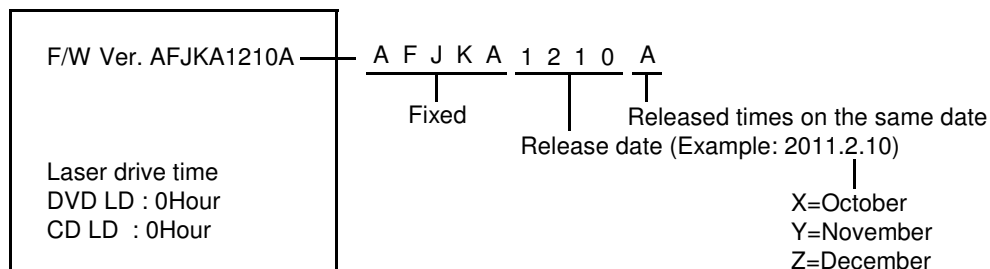 F/W Ver. AFJKA1210A
A F J K A 1 2 1 0 A
Fixed
Released times on the same date
Release date (Example: 2011.2.10)
Laser drive time
DVD LD : 0Hour
CD LD : 0Hour
X=October
Y=November
Z=December